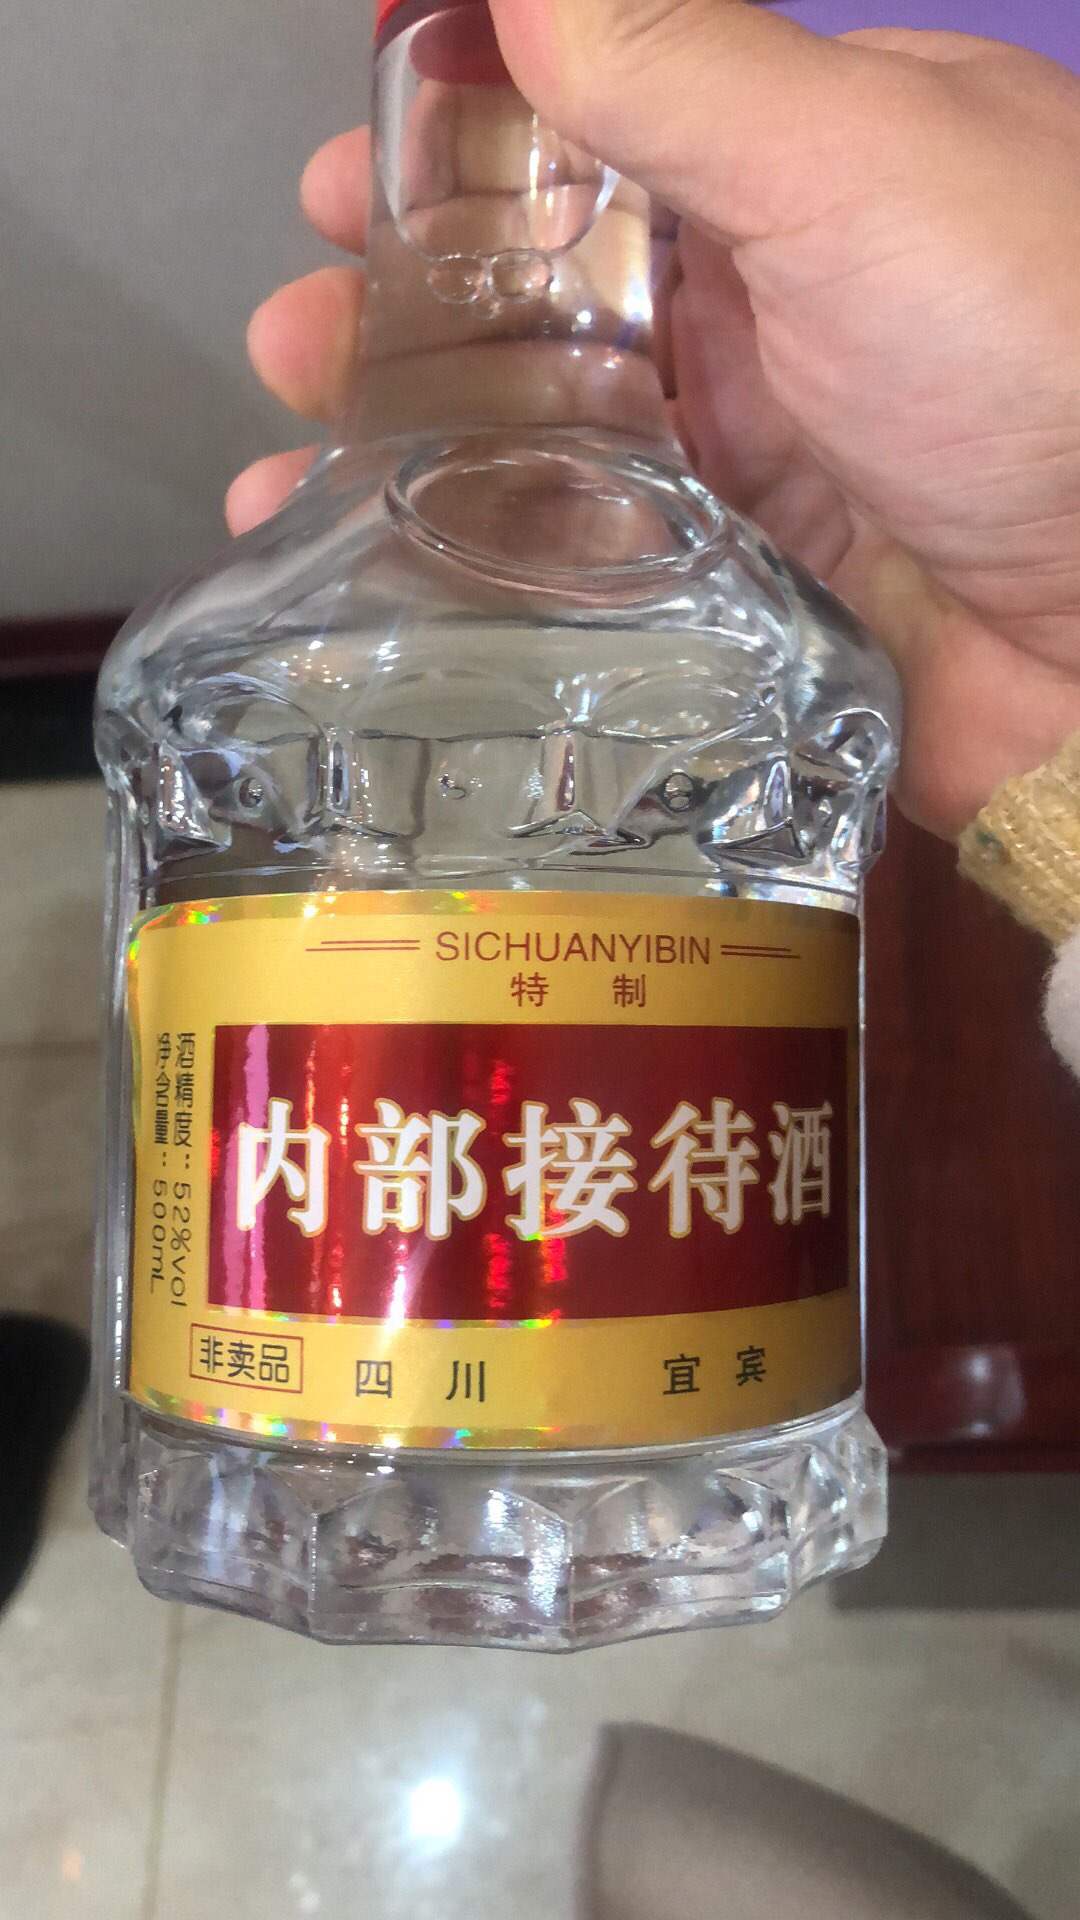 SICHUANYIBIN
特制
内部接待酒
酒精度：52%vol
净含量：500mL
非卖品
四川 宜宾